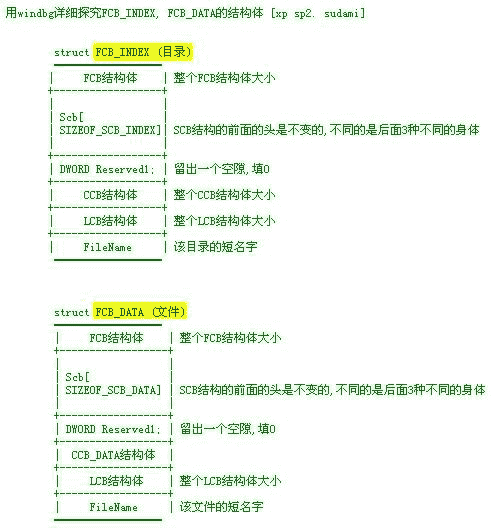 用windbg详细探究FCB_INDEX, FCB_DATA的结构体 [xp sp2. sudami]
struct FCB_INDEX (目录)
| FCB结构体 | 整个FCB结构体大小
+------------------+
| |
| Scb[ |
| SIZEOF_SCB_INDEX] | SCB结构的前面的头是不变的,不同的是后面3种不同的身体
| |
+------------------+
| DWORD Reserved1; | 留出一个空隙,填0
+------------------+
| CCB结构体 | 整个CCB结构体大小
+------------------+
| LCB结构体 | 整个LCB结构体大小
+------------------+
| FileName | 该目录的短名字
struct FCB_DATA (文件)
| FCB结构体 | 整个FCB结构体大小
+------------------+
| |
| Scb[ |
| SIZEOF_SCB_DATA] | SCB结构的前面的头是不变的,不同的是后面3种不同的身体
| |
+------------------+
| DWORD Reserved1; | 留出一个空隙,填0
+------------------+
| CCB_DATA结构体 |
+------------------+
| LCB结构体 | 整个LCB结构体大小
+------------------+
| FileName | 该文件的短名字